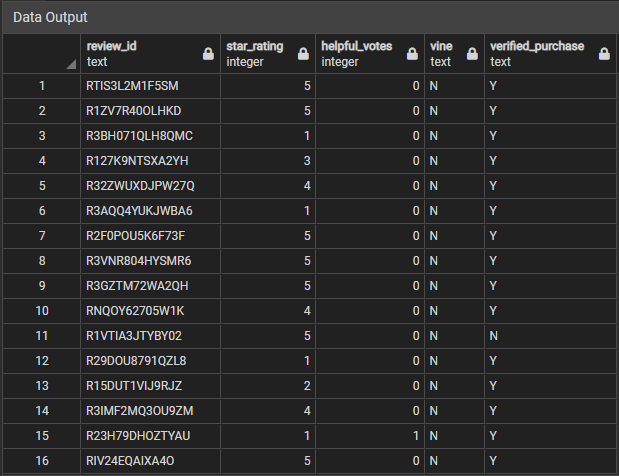 Data Output
review_id star_rating helpful_votes vine verified_purchase
text integer integer text text
1 RTIS3L2M1F5SM 5 0 N Y
2 R1ZV7R40OLHKD 5 0 N Y
3 R3BH071QLH8QMC 1 0 N Y
4 R127K9NTSXA2YH 3 0 N Y
5 R32ZWUXDJPW27Q 4 0 N Y
6 R3AQQ4YUKJWBA6 1 0 N Y
7 R2F0POU5K6F73F 5 0 N Y
8 R3VNR804HYSMR6 5 0 N Y
9 R3GZTM72WA2QH 5 0 N Y
10 RNQOY62705W1K 4 0 N Y
11 R1VTIA3JTYBY02 5 0 N N
12 R29DOU8791QZL8 1 0 N Y
13 R15DUT1VIJ9RJZ 2 0 N Y
14 R3IMF2MQ3OU9ZM 4 0 N Y
15 R23H79DHOZTYAU 1 1 N Y
16 RIV24EQAIXA4O 5 0 N Y